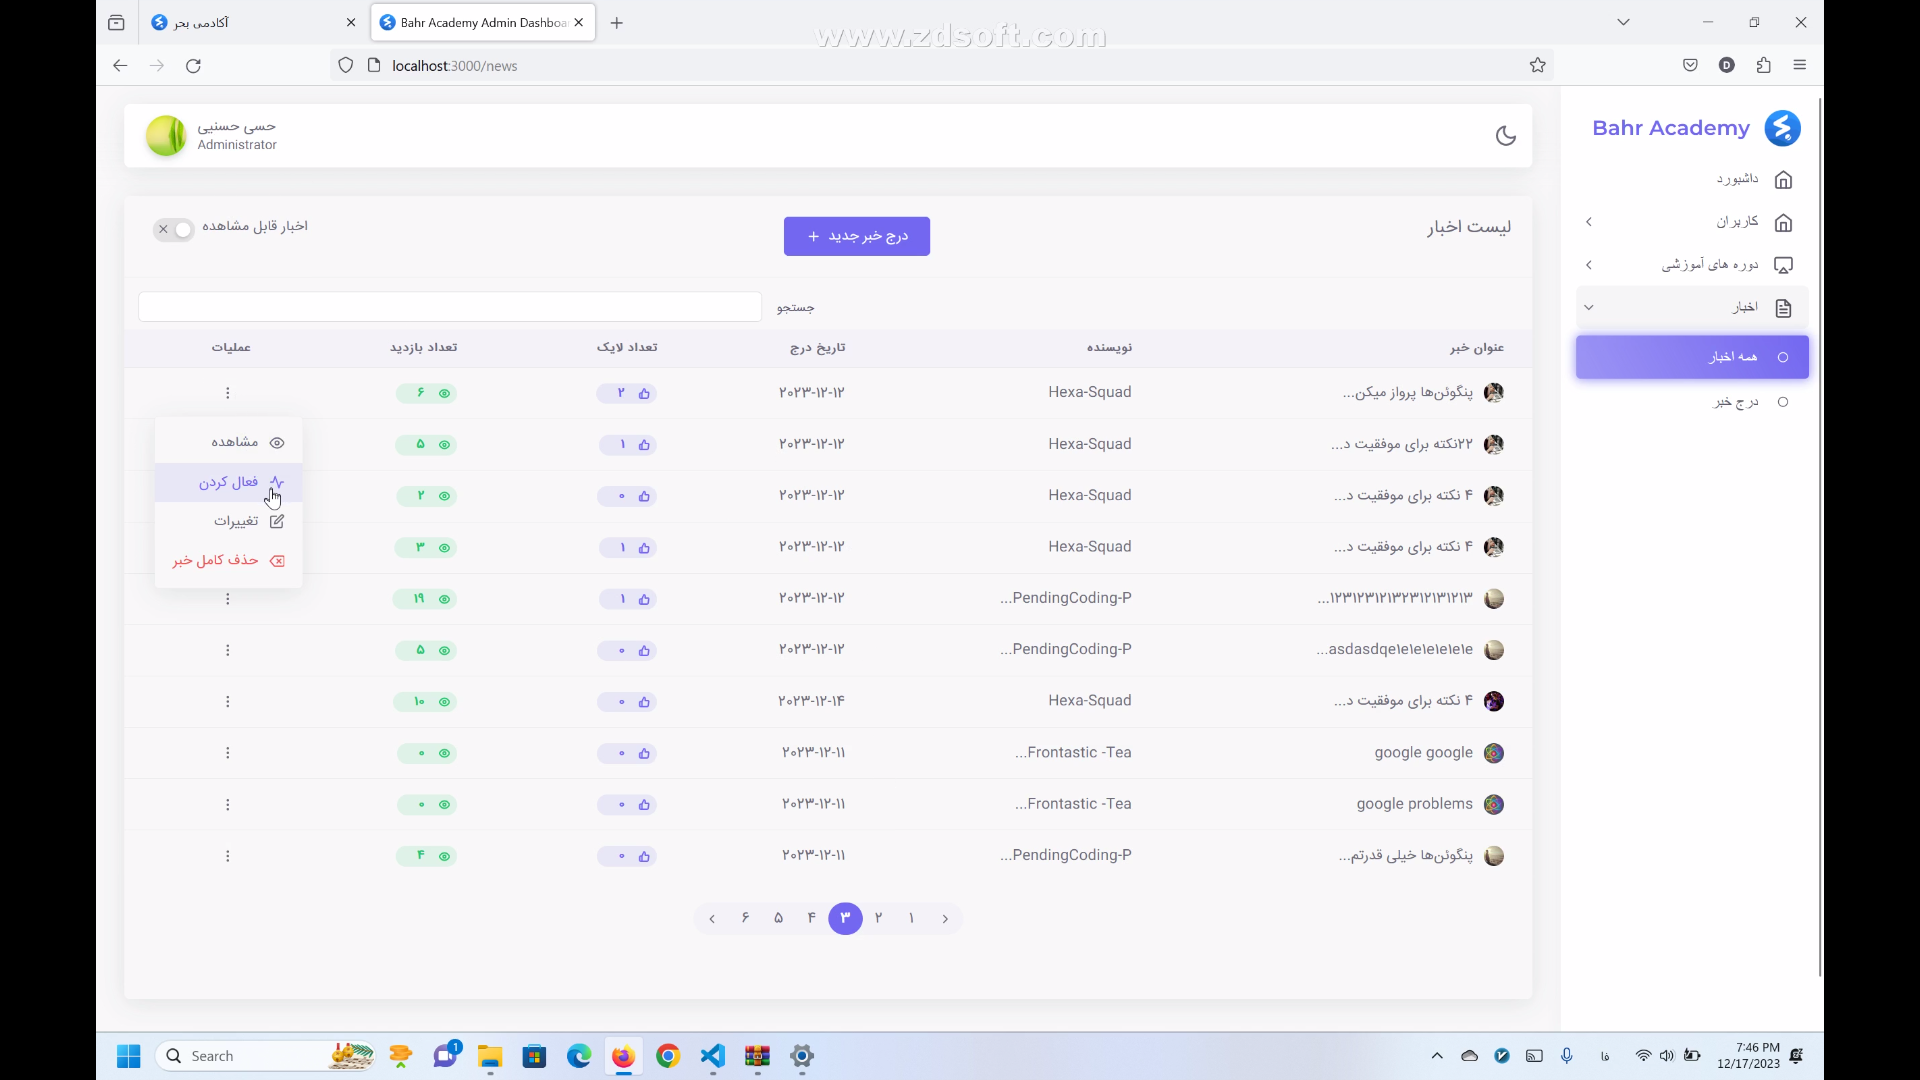 آکادمی بحر
Bahr Academy Admin Dashboa
www.zdsoft.com
localhost:3000/news
حسی حسنیی
Administrator
Bahr Academy
داشبورد
کاربران
دوره های آموزشی
اخبار
همه اخبار
درج خبر
لیست اخبار
درج خبر جدید +
اخبار قابل مشاهده
جستجو
عنوان خبر نویسنده تاریخ درج تعداد لایک تعداد بازدید عملیات
پنگوئن‌ها پرواز میکن... Hexa-Squad ۲۰۲۳-۱۲-۱۲ ۲ ۶
۲۲نکته برای موفقیت د... Hexa-Squad ۲۰۲۳-۱۲-۱۲ ۱ ۵
۴ نکته برای موفقیت د... Hexa-Squad ۲۰۲۳-۱۲-۱۲ ۰ ۲
۴ نکته برای موفقیت د... Hexa-Squad ۲۰۲۳-۱۲-۱۲ ۱ ۳
۱۲۳۱۲۳۱۲۱۳۲۳۱۲۱۳۱۲۱۳... PendingCoding-P... ۲۰۲۳-۱۲-۱۲ ۱ ۱۹
asdasdqe۱e۱e۱e۱e۱e۱e... PendingCoding-P... ۲۰۲۳-۱۲-۱۲ ۰ ۵
۴ نکته برای موفقیت د... Hexa-Squad ۲۰۲۳-۱۲-۱۴ ۰ ۱۰
google google Frontastic -Tea... ۲۰۲۳-۱۲-۱۱ ۰ ۰
google problems Frontastic -Tea... ۲۰۲۳-۱۲-۱۱ ۰ ۰
پنگوئن‌ها خیلی قدرتم... PendingCoding-P... ۲۰۲۳-۱۲-۱۱ ۰ ۴
مشاهده
فعال کردن
تغییرات
حذف کامل خبر
۱ ۲ ۳ ۴ ۵ ۶
Search
1
فا
7:46 PM
12/17/2023